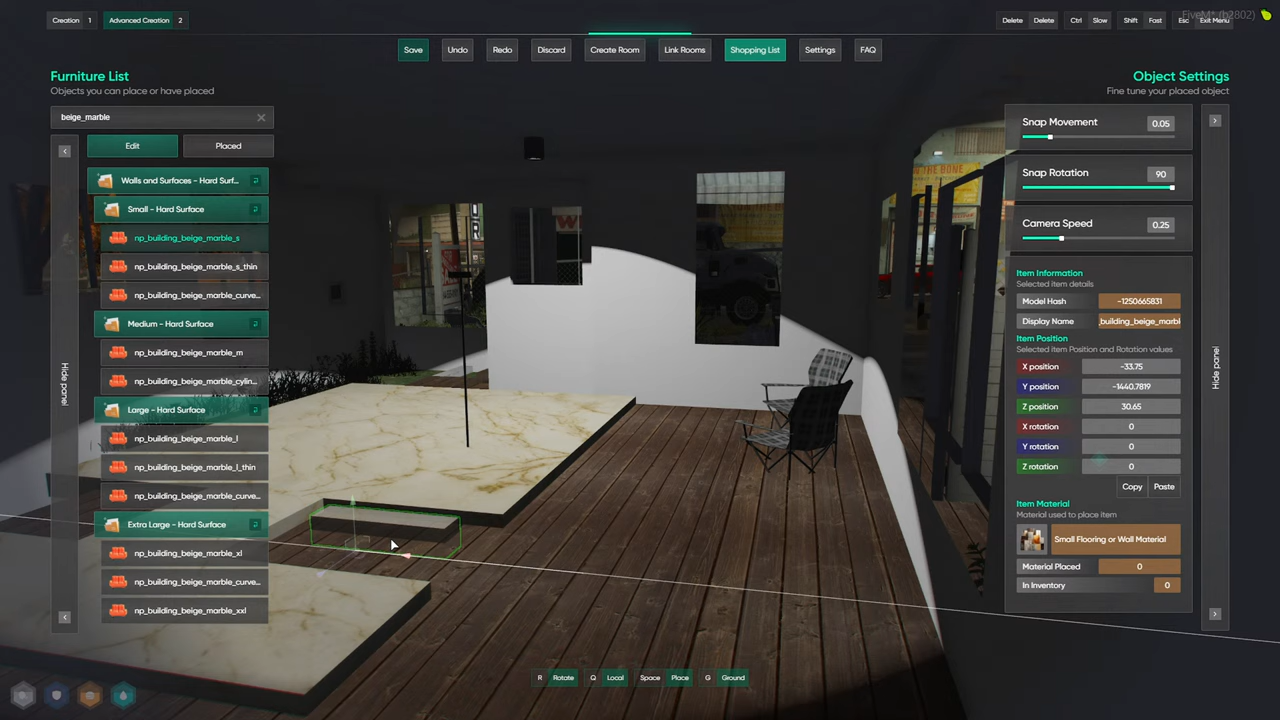 Creation 1 Advanced Creation 2
Delete Delete Ctrl Slow Shift Fast Esc Exit Menu
FiveM* (b2802)
Save Undo Redo Discard Create Room Link Rooms Shopping List Settings FAQ
Furniture List
Objects you can place or have placed
beige_marble
Edit Placed
Walls and Surfaces - Hard Surf...
Small - Hard Surface
np_building_beige_marble_s
np_building_beige_marble_s_thin
np_building_beige_marble_curve...
Medium - Hard Surface
np_building_beige_marble_m
np_building_beige_marble_cylin...
Large - Hard Surface
np_building_beige_marble_l
np_building_beige_marble_l_thin
np_building_beige_marble_curve...
Extra Large - Hard Surface
np_building_beige_marble_xl
np_building_beige_marble_curve...
np_building_beige_marble_xxl
Hide panel
Object Settings
Fine tune your placed object
Snap Movement 0.05
Snap Rotation 90
Camera Speed 0.25
Item Information
Selected item details
Model Hash -1250665831
Display Name _building_beige_marbl
Item Position
Selected item Position and Rotation values
X position -33.75
Y position -1440.7819
Z position 30.65
X rotation 0
Y rotation 0
Z rotation 0
Copy Paste
Item Material
Material used to place item
Small Flooring or Wall Material
Material Placed 0
In Inventory 0
Hide panel
R Rotate Q Local Space Place G Ground